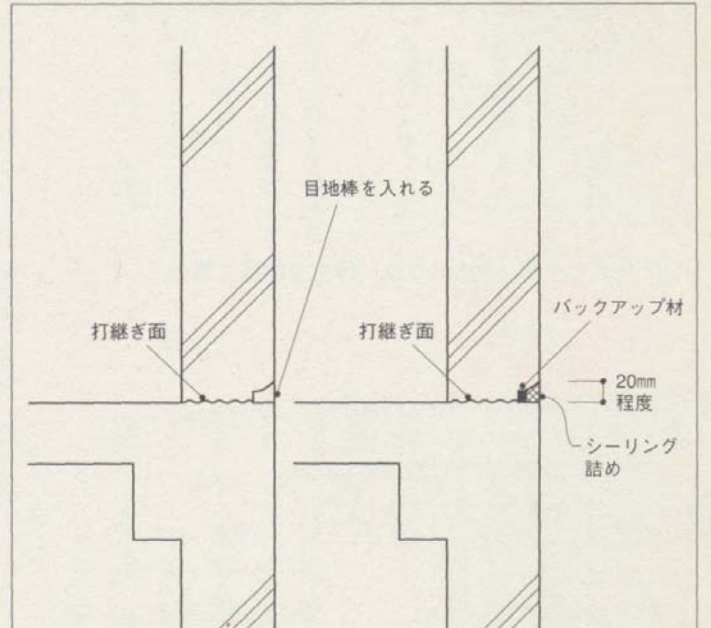 目地棒を入れる
打継ぎ面
打継ぎ面
バックアップ材
20mm
程度
シーリング
詰め